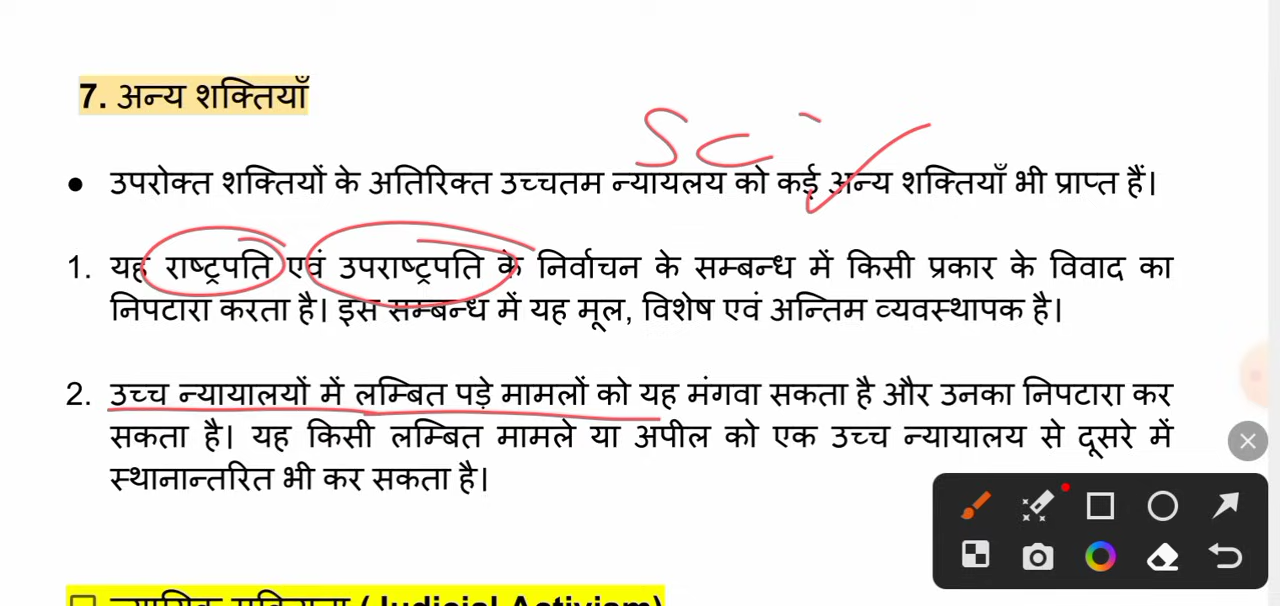 7. अन्य शक्तियाँ
SC
● उपरोक्त शक्तियों के अतिरिक्त उच्चतम न्यायलय को कई अन्य शक्तियाँ भी प्राप्त हैं।
1. यह राष्ट्रपति एवं उपराष्ट्रपति के निर्वाचन के सम्बन्ध में किसी प्रकार के विवाद का
निपटारा करता है। इस सम्बन्ध में यह मूल, विशेष एवं अन्तिम व्यवस्थापक है।
2. उच्च न्यायालयों में लम्बित पड़े मामलों को यह मंगवा सकता है और उनका निपटारा कर
सकता है। यह किसी लम्बित मामले या अपील को एक उच्च न्यायालय से दूसरे में
स्थानान्तरित भी कर सकता है।
(Judicial Activism)